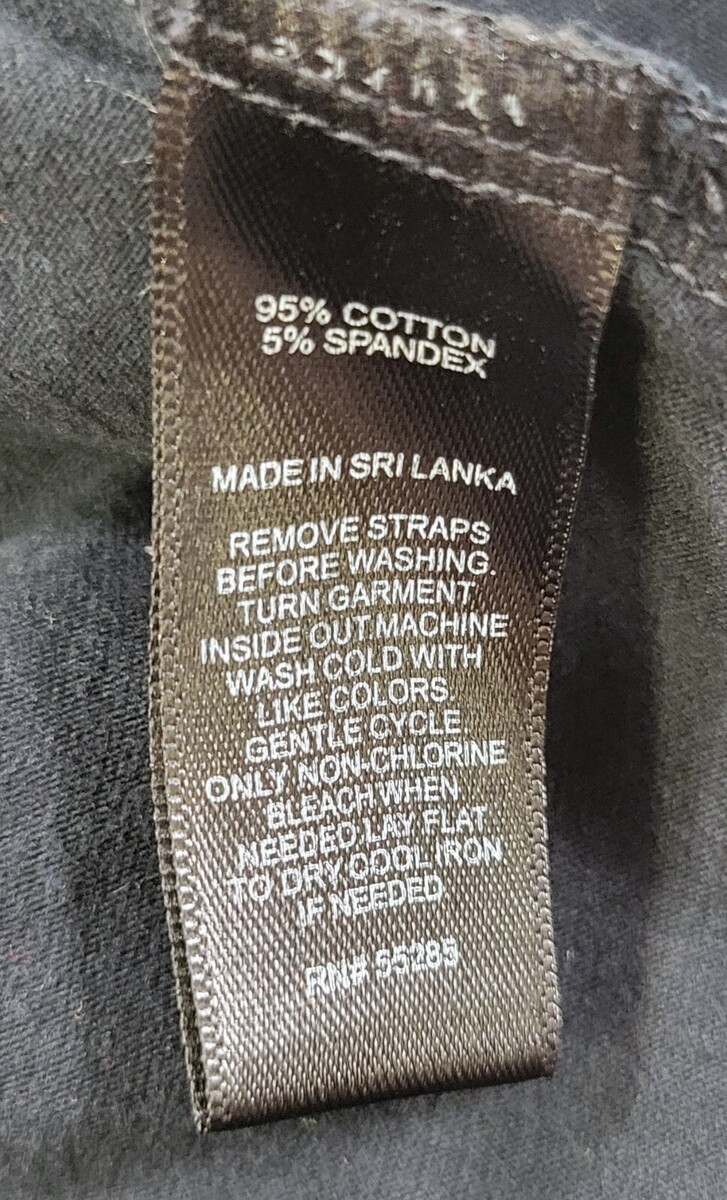 95% COTTON
5% SPANDEX
MADE IN SRI LANKA
REMOVE STRAPS
BEFORE WASHING.
TURN GARMENT
INSIDE OUT MACHINE
WASH COLD WITH
LIKE COLORS.
GENTLE CYCLE
ONLY NON-CHLORINE
BLEACH WHEN
NEEDED LAY FLAT
TO DRY COOL IRON
IF NEEDED
RN# 55285